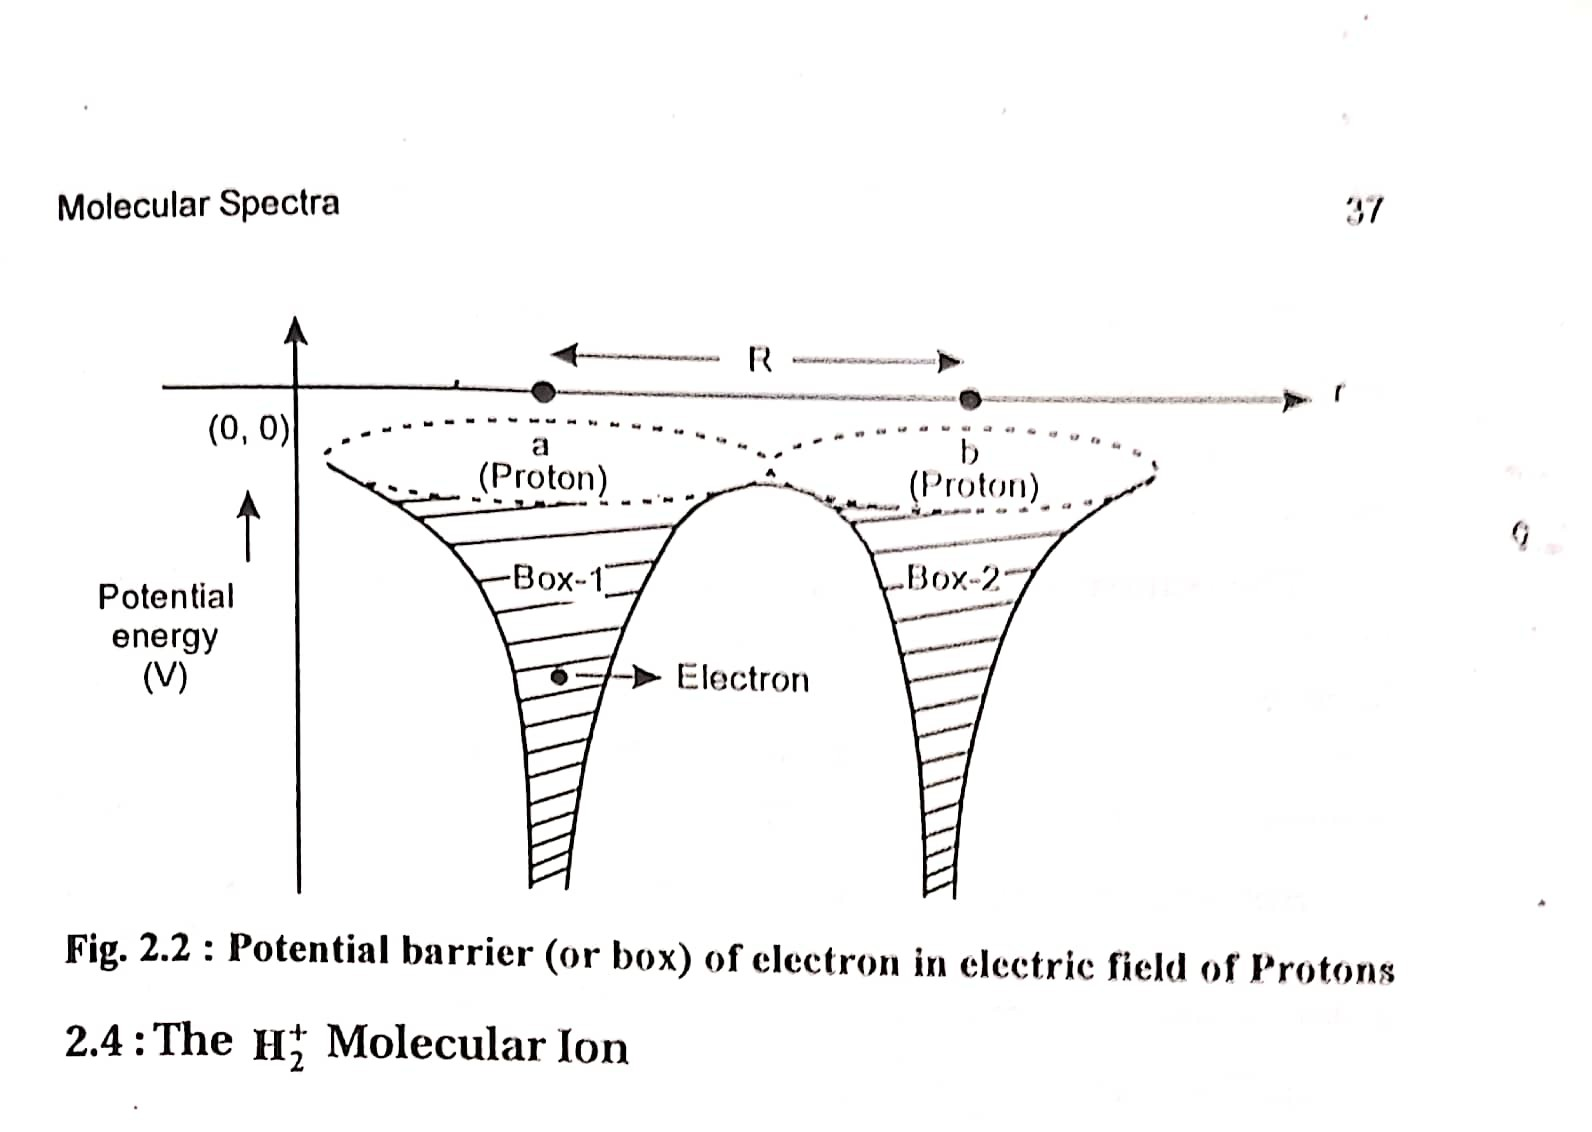 Molecular Spectra
37
R
r
(0, 0)
a
(Proton)
b
(Proton)
Box-1
Box-2
Potential
energy
(V)
Electron
Fig. 2.2 : Potential barrier (or box) of electron in electric field of Protons
2.4 : The H₂⁺ Molecular Ion